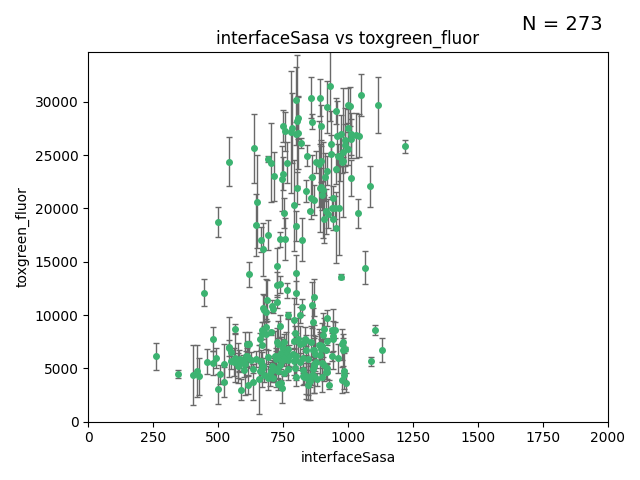 N = 273
interfaceSasa vs toxgreen_fluor
30000
25000
20000
15000
10000
5000
0
toxgreen_fluor
0 250 500 750 1000 1250 1500 1750 2000
interfaceSasa